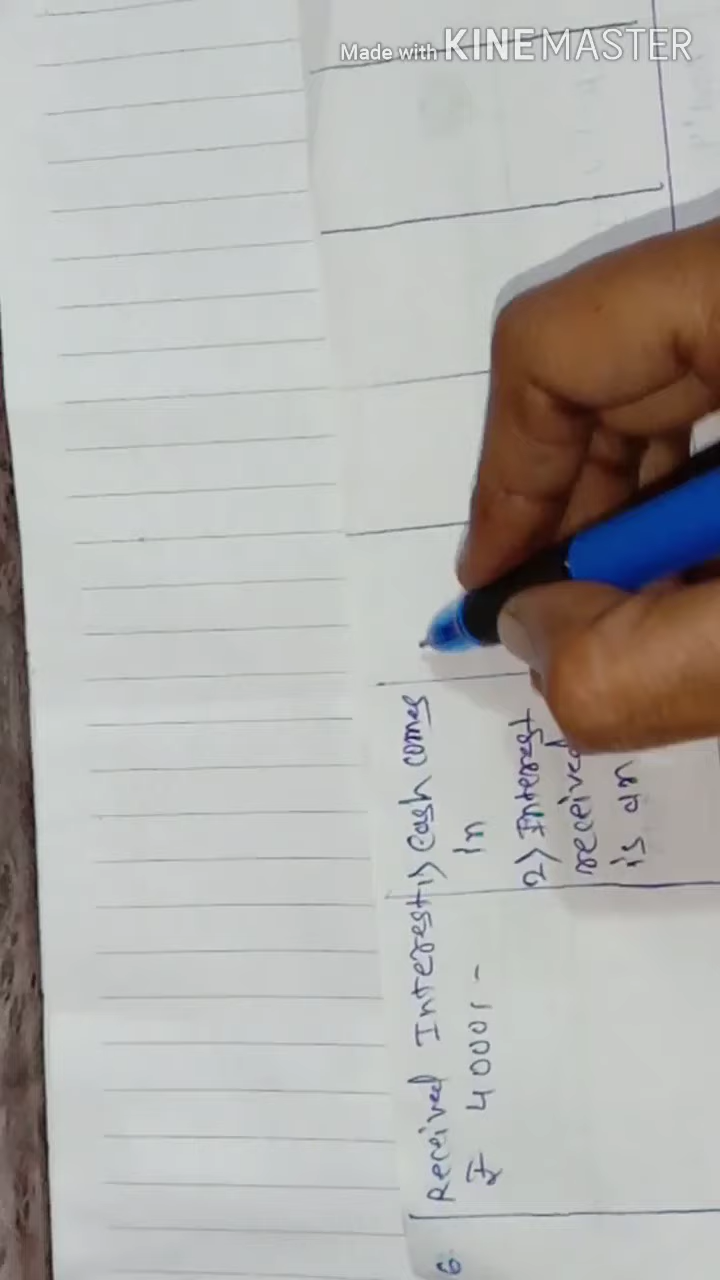 Made with KINEMASTER
6.
Received Interest
₹ 4000/-
1) Cash comes
in
2) Interest
received
is an